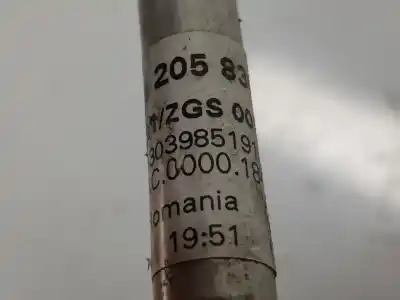 205 83
/ZGS 00
303985191
C.0000.18
omania
19:51